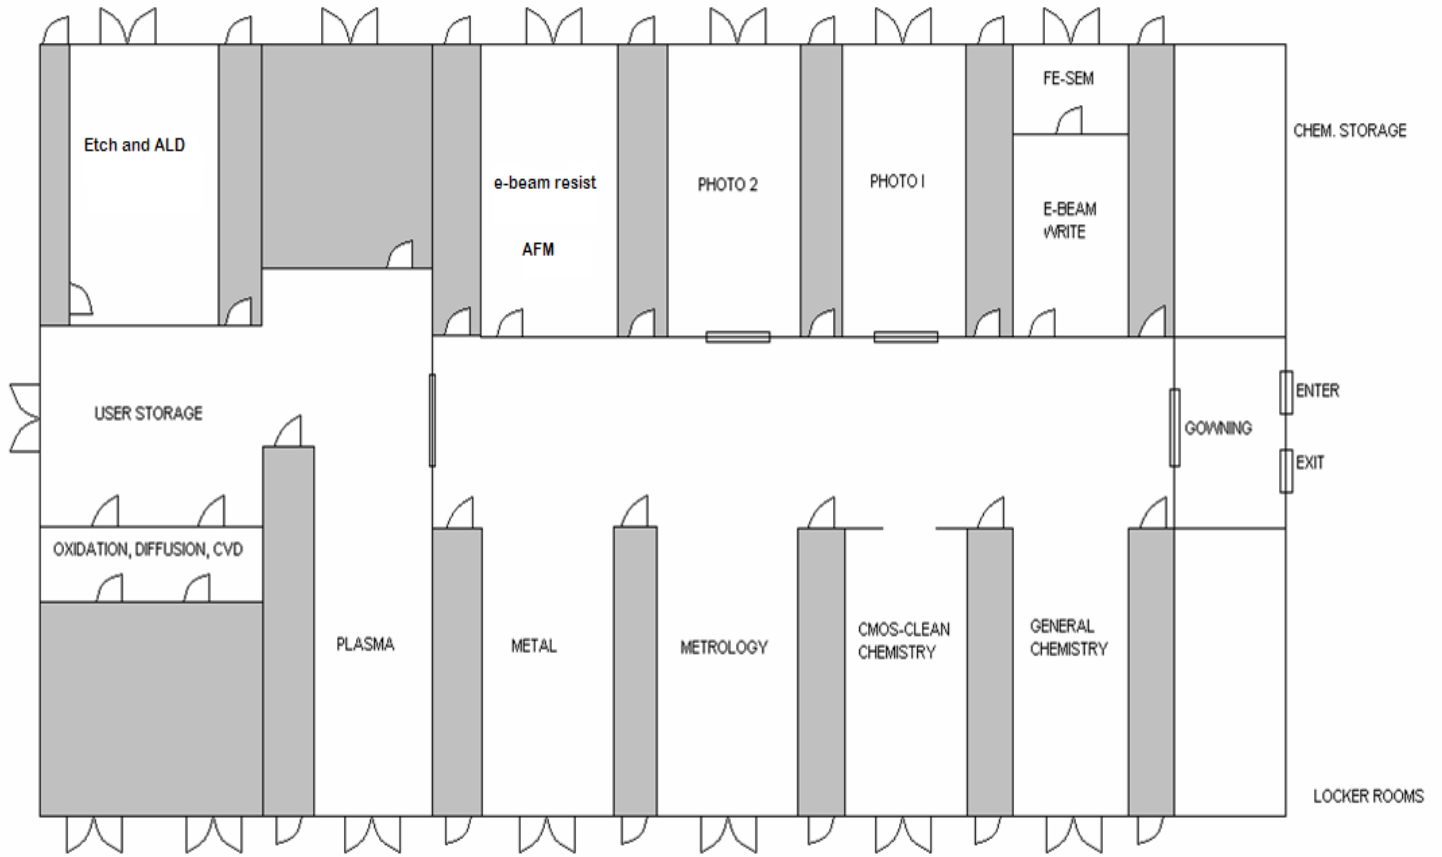 FE-SEM
CHEM. STORAGE
Etch and ALD
e-beam resist
PHOTO 2
PHOTO I
E-BEAM
WRITE
AFM
ENTER
USER STORAGE
GOWNING
EXIT
OXIDATION, DIFFUSION, CVD
PLASMA
METAL
METROLOGY
CMOS-CLEAN
CHEMISTRY
GENERAL
CHEMISTRY
LOCKER ROOMS